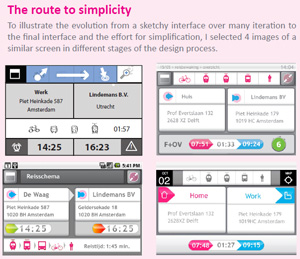 The route to simplicity
To illustrate the evolution from a sketchy interface over many iteration to
the final interface and the effort for simplification, I selected 4 images of a
similar screen in different stages of the design process.
Work
Piet Heinkade 587
Amsterdam
Lindemans B.V.
Utrecht
01:57
14:25
16:23
Huis
Prof Evertslaan 132
2628 XZ Delft
Lindemans BV
Piet Heinkade 179
1019 HC Amsterdam
F+OV
07:51
01:33
09:24
6
5:41 PM
Reisschema
De Waag
Piet Heinkade 587
1020 BH Amsterdam
Lindemans BV
Geldersekade 18
1020 BH Amsterdam
14:25
16:25
Reistijd: 1:45 min.
OCT
02
Home
Prof Evertslaan 132
2628XZ Delft
Work
Piet Heinkade 179
1019 HC Amsterdam
07:48
01:27
09:15